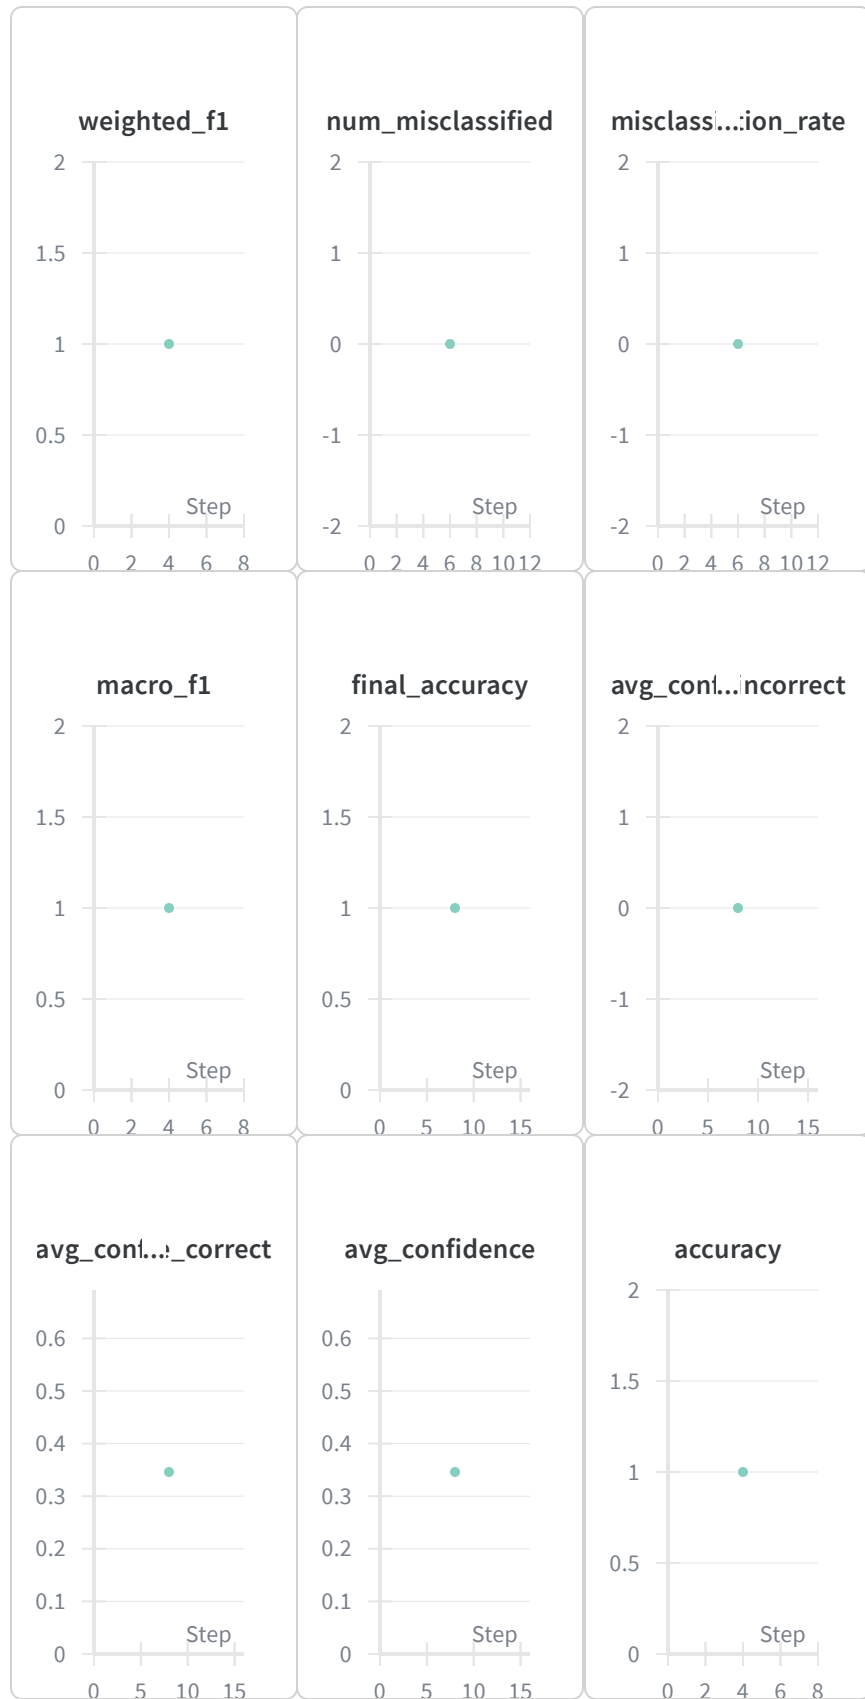 weighted_f1
2
1.5
1
0.5
0
Step
0 2 4 6 8
num_misclassified
2
1
0
-1
-2
Step
0 2 4 6 8 10 12
misclassi...tion_rate
2
1
0
-1
-2
Step
0 2 4 6 8 10 12
macro_f1
2
1.5
1
0.5
0
Step
0 2 4 6 8
final_accuracy
2
1.5
1
0.5
0
Step
0 5 10 15
avg_conf...incorrect
2
1
0
-1
-2
Step
0 5 10 15
avg_conf...e_correct
0.6
0.5
0.4
0.3
0.2
0.1
0
Step
0 5 10 15
avg_confidence
0.6
0.5
0.4
0.3
0.2
0.1
0
Step
0 5 10 15
accuracy
2
1.5
1
0.5
0
Step
0 2 4 6 8